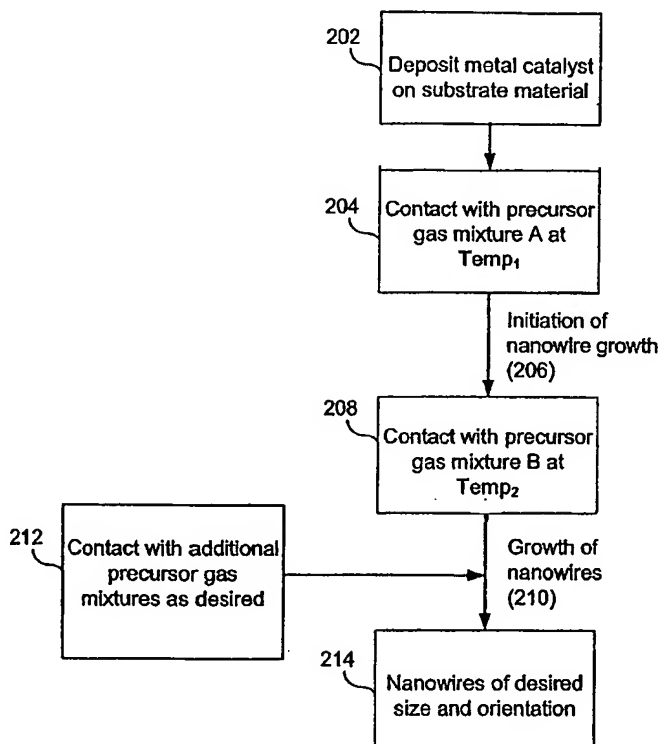 202
Deposit metal catalyst
on substrate material
204
Contact with precursor
gas mixture A at
Temp₁
Initiation of
nanowire growth
(206)
208
Contact with precursor
gas mixture B at
Temp₂
212
Contact with additional
precursor gas
mixtures as desired
Growth of
nanowires
(210)
214
Nanowires of desired
size and orientation